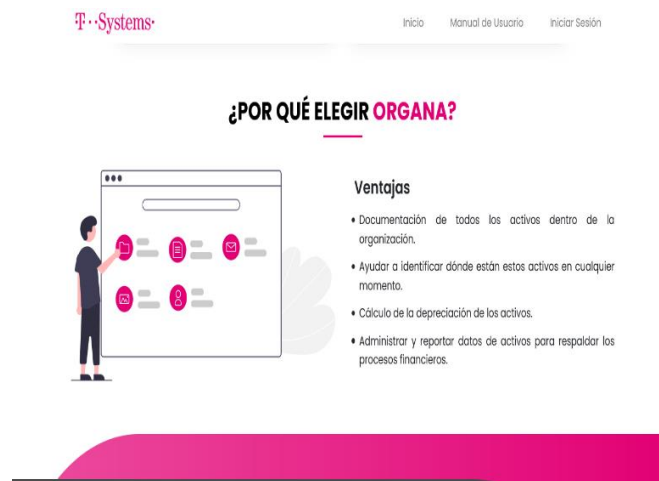 T··Systems·
Inicio Manual de Usuario Iniciar Sesión
¿POR QUÉ ELEGIR ORGANA?
Ventajas
• Documentación de todos los activos dentro de la
organización.
• Ayudar a identificar dónde están estos activos en cualquier
momento.
• Cálculo de la depreciación de los activos.
• Administrar y reportar datos de activos para respaldar los
procesos financieros.